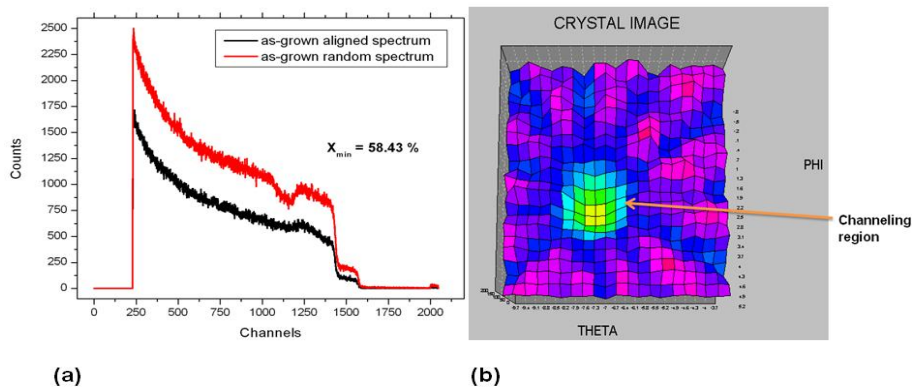 2500
2250
2000
1750
1500
1250
1000
750
500
250
0
Counts
as-grown aligned spectrum
as-grown random spectrum
Xmin = 58.43 %
0 250 500 750 1000 1250 1500 1750 2000
Channels
(a)
CRYSTAL IMAGE
PHI
Channeling
region
THETA
(b)